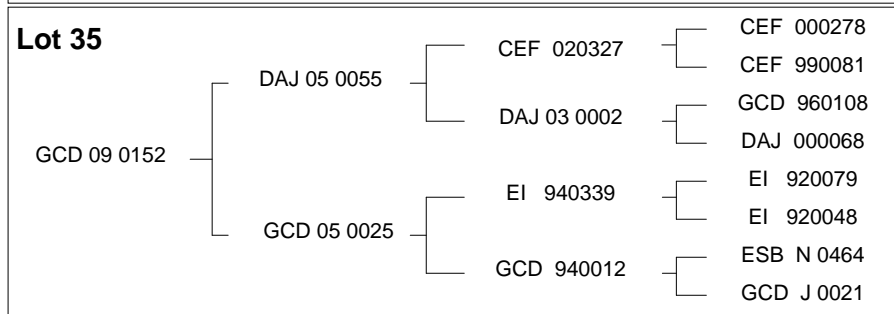 Lot 35
CEF 000278
CEF 020327
CEF 990081
DAJ 05 0055
GCD 960108
DAJ 03 0002
DAJ 000068
GCD 09 0152
EI 920079
EI 940339
EI 920048
GCD 05 0025
ESB N 0464
GCD 940012
GCD J 0021